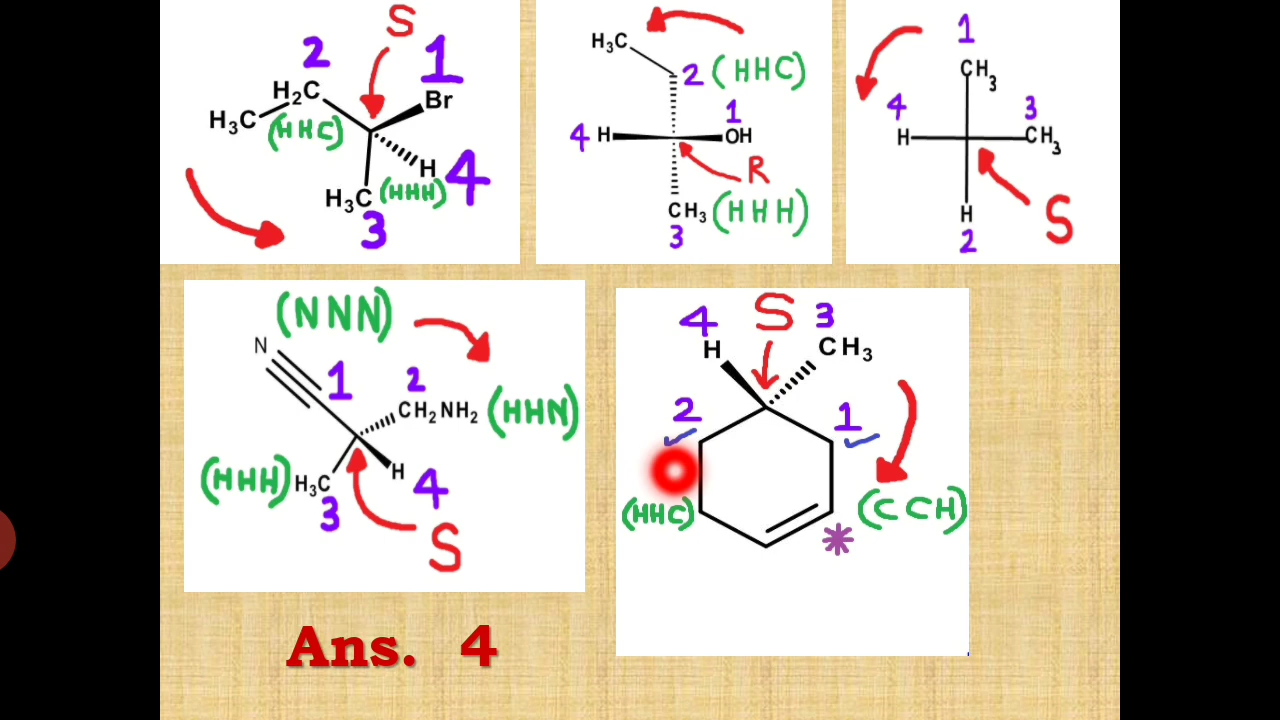 S
2
1
H₂C
Br
H₃C
(HHC)
H
4
H₃C
(HHH)
3
H₃C
2
(HHC)
1
4
H
OH
R
CH₃
(HHH)
3
1
CH₃
4
3
H
CH₃
H
2
S
(NNN)
N
1
2
CH₂NH₂
(HHN)
(HHH)
H₃C
H
4
3
S
4
S
3
H
CH₃
2
1
(HHC)
(CCH)
*
Ans. 4